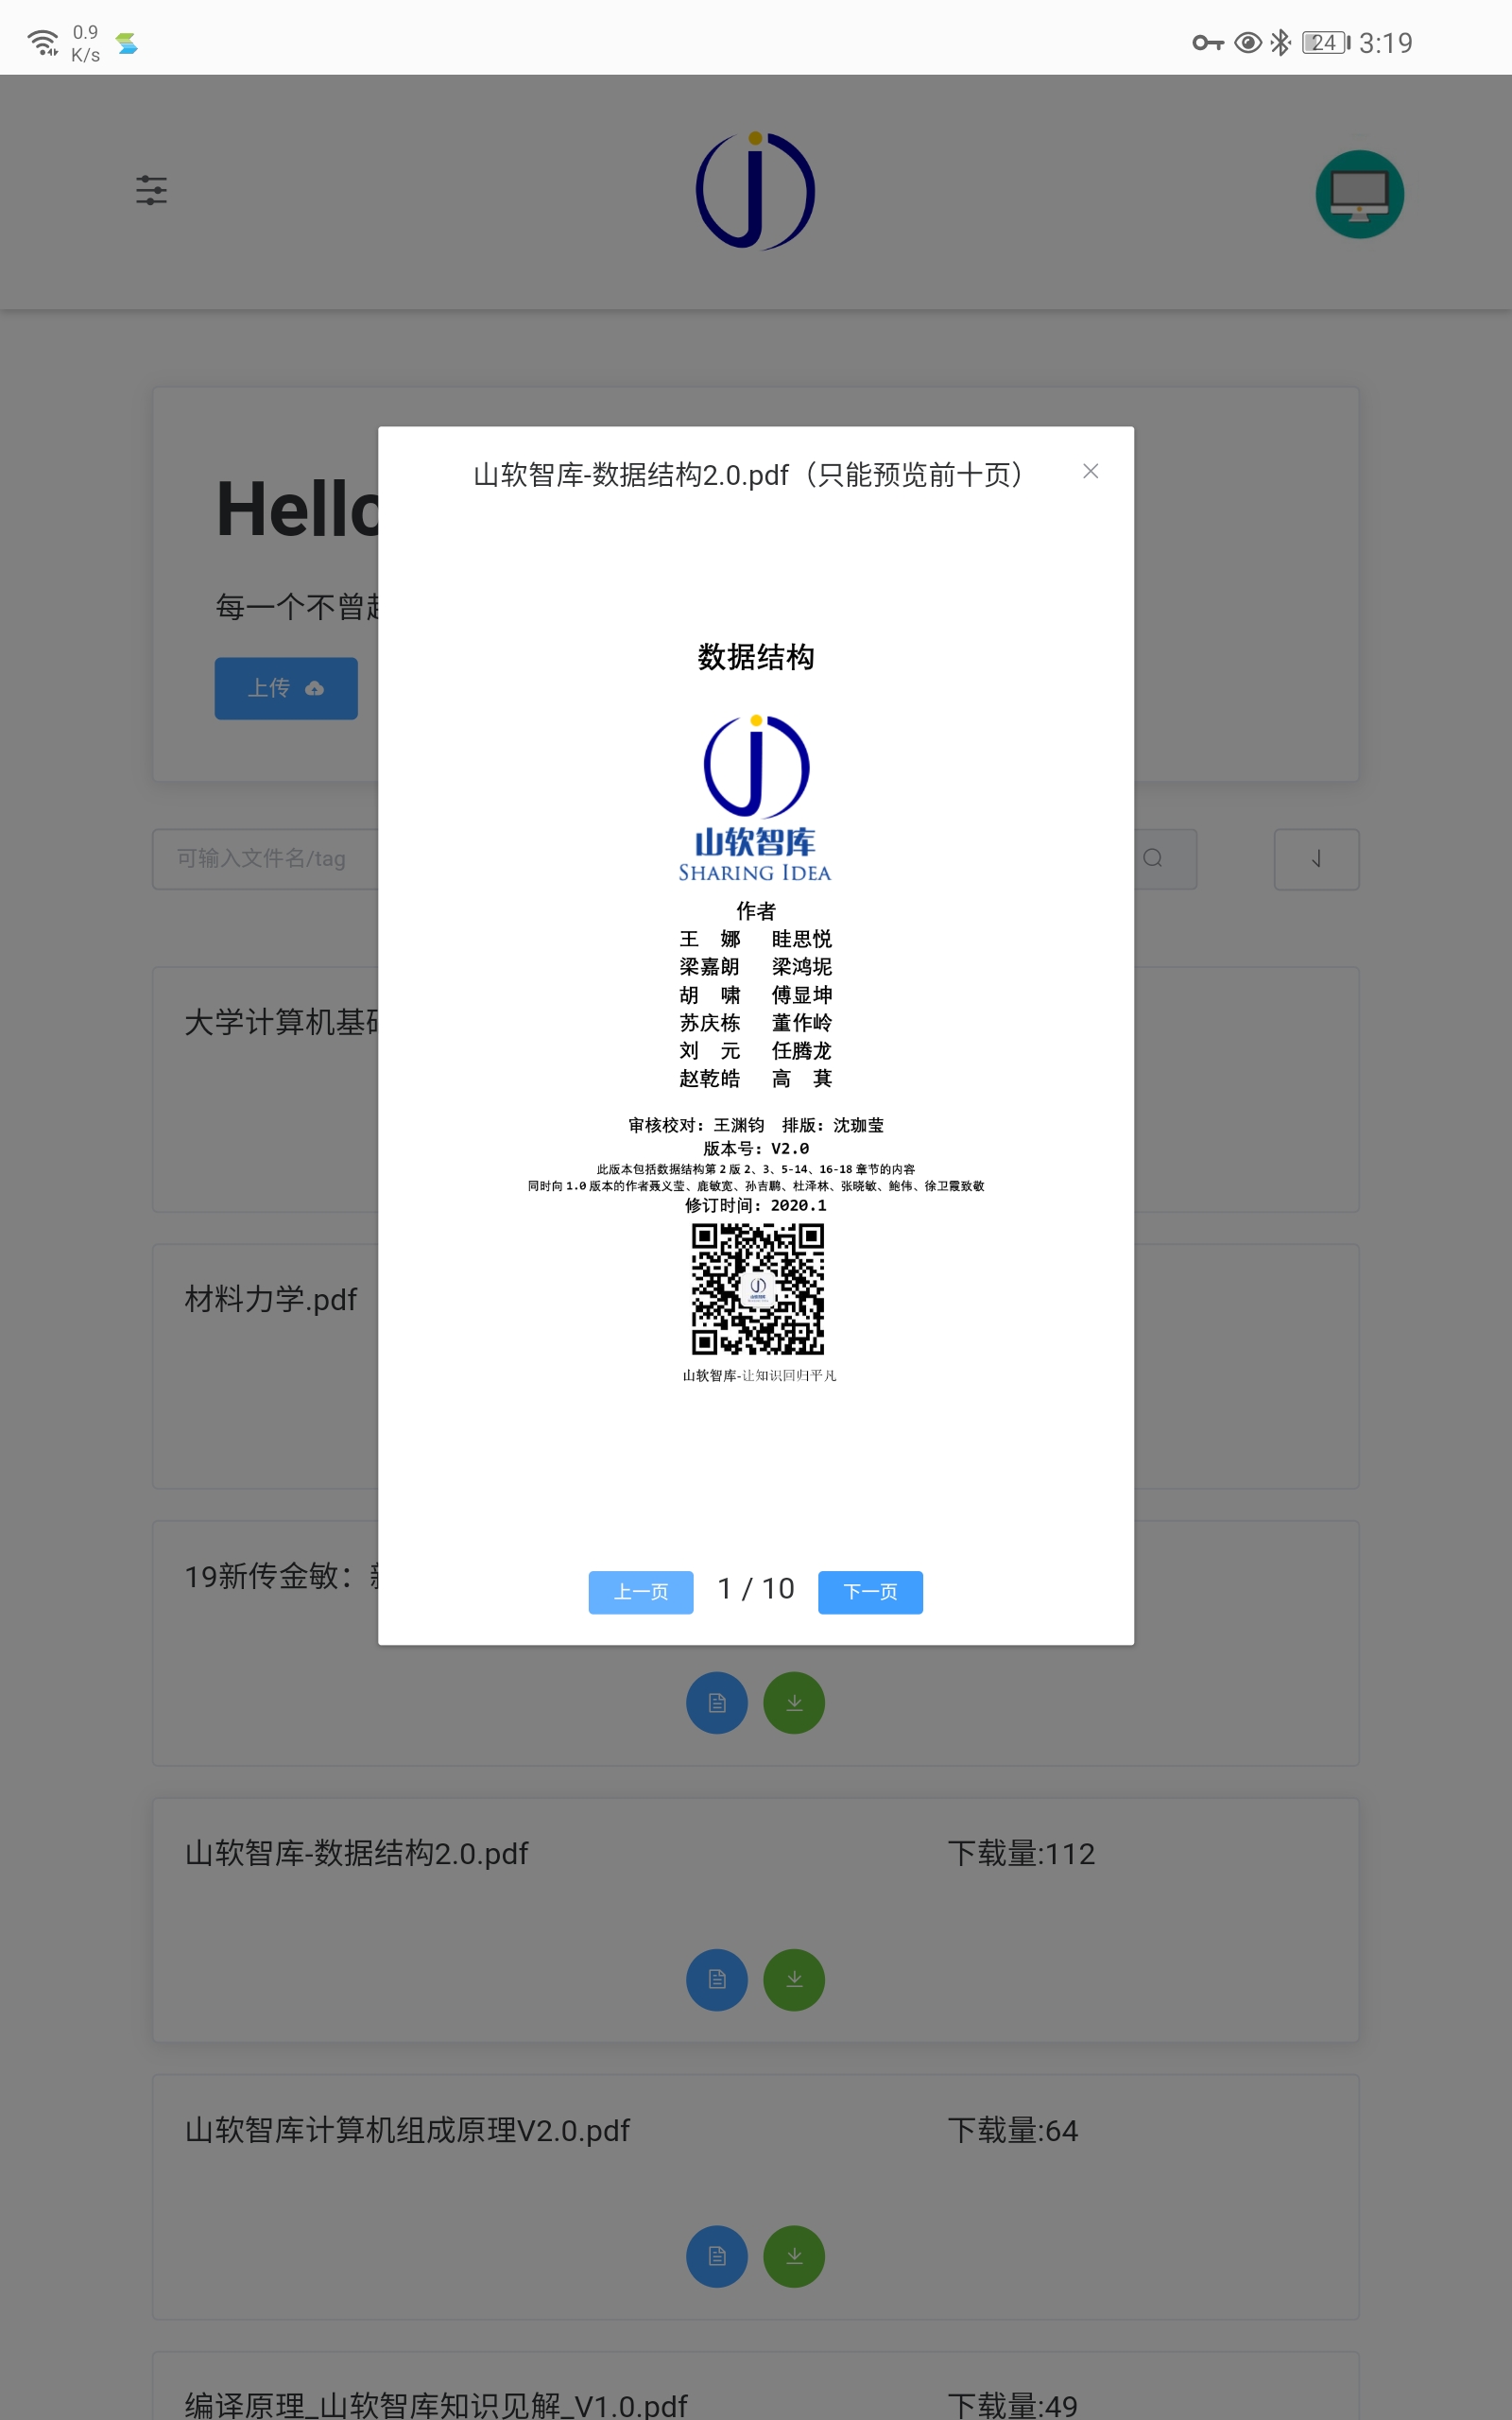 0.9
K/s
24
3:19
山软智库-数据结构2.0.pdf（只能预览前十页）
Hello
每一个不曾起
上传
可输入文件名/tag
数据结构
山软智库
SHARING IDEA
作者
王 娜 眭思悦
梁嘉朗 梁鸿坭
胡 啸 傅显坤
苏庆栋 董作岭
刘 元 任腾龙
赵乾皓 高 萁
审核校对：王渊钧 排版：沈珈莹
版本号：V2.0
此版本包括数据结构第 2 版 2、3、5-14、16-18 章节的内容
同时向 1.0 版本的作者聂义莹、鹿敏宽、孙吉鹏、杜泽林、张晓敏、鲍伟、徐卫霞致敬
修订时间：2020.1
山软智库-让知识回归平凡
上一页 1 / 10 下一页
大学计算机基础
材料力学.pdf
19新传金敏：
山软智库-数据结构2.0.pdf 下载量:112
山软智库计算机组成原理V2.0.pdf 下载量:64
编译原理_山软智库知识见解_V1.0.pdf 下载量:49